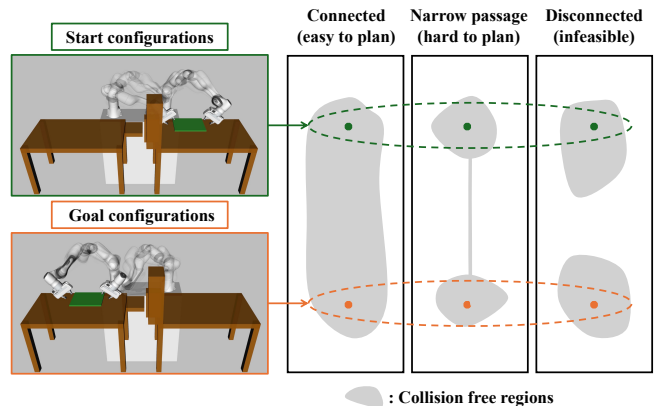 Start configurations
Connected
(easy to plan)
Narrow passage
(hard to plan)
Disconnected
(infeasible)
Goal configurations
: Collision free regions